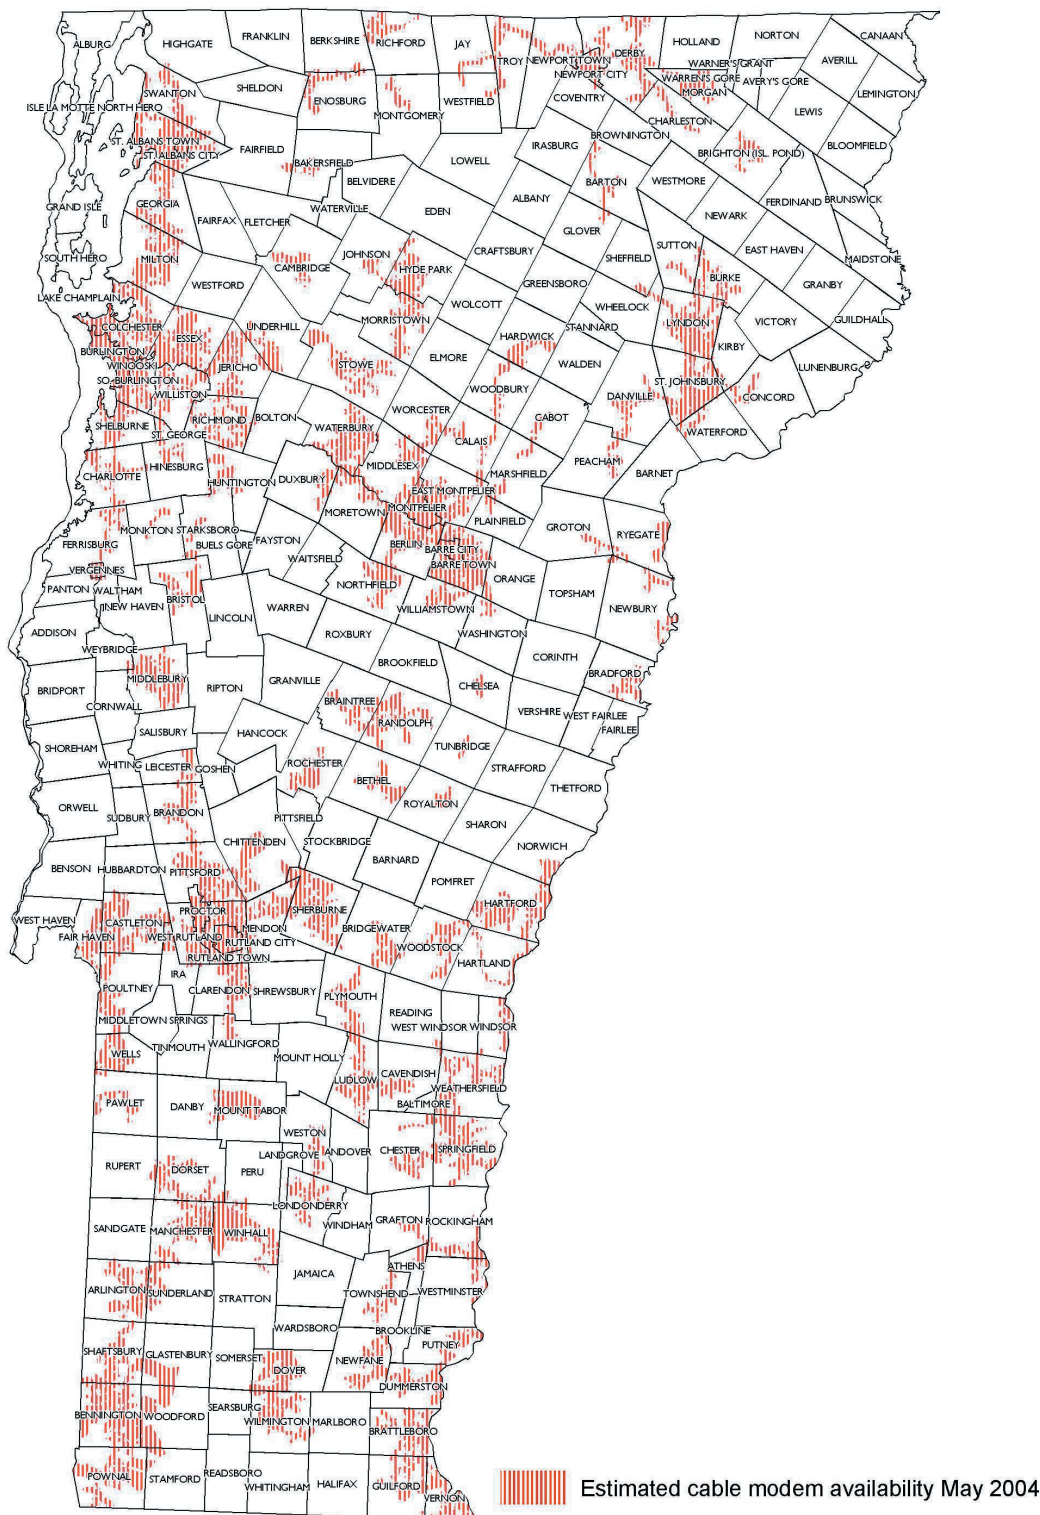 ALBURG
HIGHGATE
FRANKLIN
BERKSHIRE
RICHFORD
JAY
TROY
NEWPORT TOWN
DERBY
HOLLAND
NORTON
CANAAN
NEWPORT CITY
WARNER'S GRANT
AVERILL
WARREN'S GORE
AVERY'S GORE
MORGAN
LEMINGTON
SWANTON
SHELDON
ENOSBURG
MONTGOMERY
WESTFIELD
COVENTRY
CHARLESTON
LEWIS
ISLE LA MOTTE
NORTH HERO
BROWNINGTON
BLOOMFIELD
ST. ALBANS TOWN
ST. ALBANS CITY
FAIRFIELD
BAKERSFIELD
LOWELL
IRASBURG
BRIGHTON (ISL. POND)
BELVIDERE
BARTON
WESTMORE
FERDINAND
BRUNSWICK
GRAND ISLE
GEORGIA
FAIRFAX
FLETCHER
WATERVILLE
EDEN
ALBANY
NEWARK
GLOVER
SOUTH HERO
MILTON
CAMBRIDGE
JOHNSON
HYDE PARK
CRAFTSBURY
SHEFFIELD
SUTTON
EAST HAVEN
MAIDSTONE
WESTFORD
GREENSBORO
BURKE
GRANBY
LAKE CHAMPLAIN
WOLCOTT
WHEELOCK
COLCHESTER
ESSEX
UNDERHILL
MORRISTOWN
STANNARD
LYNDON
VICTORY
GUILDHALL
HARDWICK
BURLINGTON
KIRBY
WINOOSKI
JERICHO
STOWE
ELMORE
WALDEN
LUNENBURG
SO. BURLINGTON
WILLISTON
WOODBURY
ST. JOHNSBURY
DANVILLE
CONCORD
SHELBURNE
RICHMOND
BOLTON
WATERBURY
WORCESTER
CABOT
ST. GEORGE
CALAIS
WATERFORD
HINESBURG
MIDDLESEX
PEACHAM
CHARLOTTE
HUNTINGTON
DUXBURY
MARSHFIELD
BARNET
EAST MONTPELIER
MORETOWN
MONTPELIER
PLAINFIELD
MONKTON
STARKSBORO
GROTON
RYEGATE
FERRISBURG
BUELS GORE
FAYSTON
BERLIN
BARRE CITY
WAITSFIELD
BARRE TOWN
VERGENNES
ORANGE
PANTON
WALTHAM
NORTHFIELD
TOPSHAM
NEW HAVEN
BRISTOL
LINCOLN
WARREN
WILLIAMSTOWN
NEWBURY
ADDISON
ROXBURY
WASHINGTON
WEYBRIDGE
BROOKFIELD
CORINTH
BRIDPORT
MIDDLEBURY
RIPTON
GRANVILLE
CHELSEA
BRADFORD
CORNWALL
BRAINTREE
VERSHIRE
WEST FAIRLEE
SALISBURY
HANCOCK
RANDOLPH
FAIRLEE
SHOREHAM
TUNBRIDGE
WHITING
LEICESTER
GOSHEN
ROCHESTER
STRAFFORD
BETHEL
THETFORD
ORWELL
ROYALTON
SUDBURY
BRANDON
PITTSFIELD
SHARON
CHITTENDEN
STOCKBRIDGE
NORWICH
BENSON
HUBBARDTON
PITTSFORD
BARNARD
POMFRET
WEST HAVEN
PROCTOR
SHERBURNE
HARTFORD
CASTLETON
MENDON
BRIDGEWATER
FAIR HAVEN
WEST RUTLAND
RUTLAND CITY
WOODSTOCK
RUTLAND TOWN
HARTLAND
IRA
POULTNEY
CLARENDON
SHREWSBURY
PLYMOUTH
READING
MIDDLETOWN SPRINGS
WEST WINDSOR
WINDSOR
TINMOUTH
WALLINGFORD
WELLS
MOUNT HOLLY
LUDLOW
CAVENDISH
WEATHERSFIELD
PAWLET
DANBY
MOUNT TABOR
BALTIMORE
WESTON
LANDGROVE
ANDOVER
CHESTER
SPRINGFIELD
RUPERT
DORSET
PERU
LONDONDERRY
SANDGATE
MANCHESTER
WINHALL
WINDHAM
GRAFTON
ROCKINGHAM
JAMAICA
ATHENS
ARLINGTON
SUNDERLAND
STRATTON
TOWNSHEND
WESTMINSTER
WARDSBORO
BROOKLINE
PUTNEY
SHAFTSBURY
GLASTENBURY
SOMERSET
DOVER
NEWFANE
DUMMERSTON
BENNINGTON
WOODFORD
SEARSBURG
WILMINGTON
MARLBORO
BRATTLEBORO
POWNAL
STAMFORD
READSBORO
WHITINGHAM
HALIFAX
GUILFORD
VERNON
Estimated cable modem availability May 2004